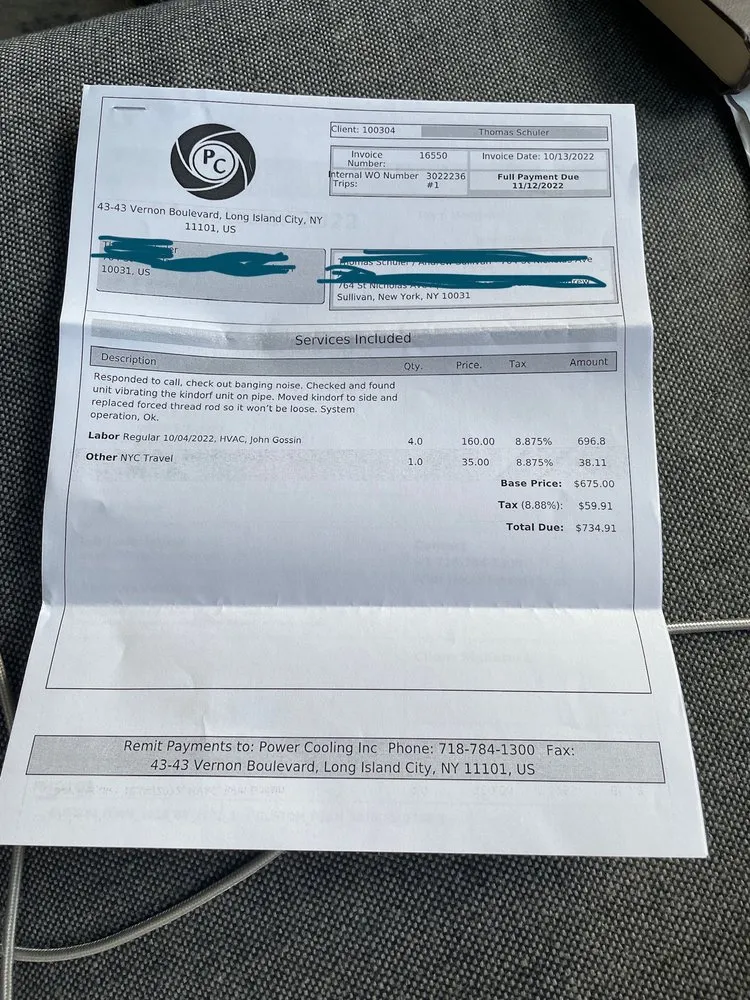 PC
Client: 100304 Thomas Schuler
Invoice Number: 16550 Invoice Date: 10/13/2022
Internal WO Number 3022236 Full Payment Due
Trips: #1 11/12/2022
43-43 Vernon Boulevard, Long Island City, NY
11101, US
10031, US
Thomas Schuler / Andrew Sullivan Ave
764 St Nicholas
Sullivan, New York, NY 10031
Services Included
Description Qty. Price. Tax Amount
Responded to call, check out banging noise. Checked and found
unit vibrating the kindorf unit on pipe. Moved kindorf to side and
replaced forced thread rod so it won't be loose. System
operation, Ok.
Labor Regular 10/04/2022, HVAC, John Gossin 4.0 160.00 8.875% 696.8
Other NYC Travel 1.0 35.00 8.875% 38.11
Base Price: $675.00
Tax (8.88%): $59.91
Total Due: $734.91
Remit Payments to: Power Cooling Inc Phone: 718-784-1300 Fax:
43-43 Vernon Boulevard, Long Island City, NY 11101, US